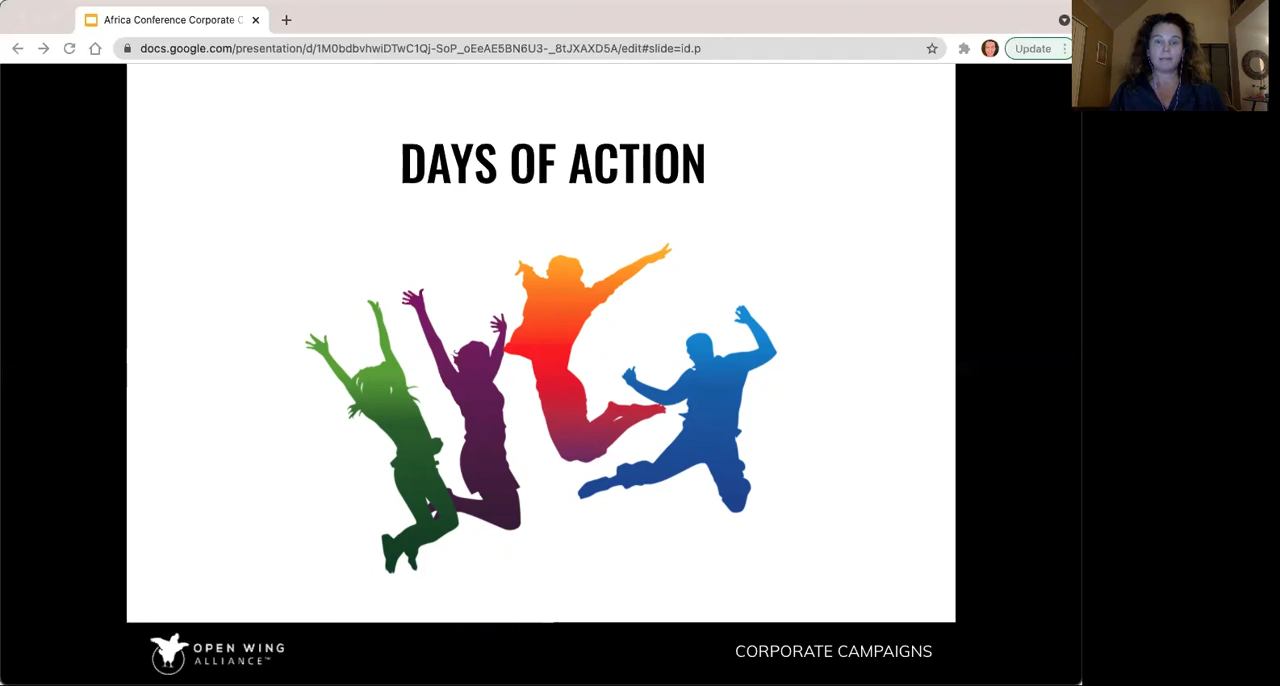 Africa Conference Corporate C
docs.google.com/presentation/d/1M0bdbvhwiDTwC1Qj-SoP_oEeAE5BN6U3-_8tJXAXD5A/edit#slide=id.p
Update
DAYS OF ACTION
OPEN WING
ALLIANCE™
CORPORATE CAMPAIGNS